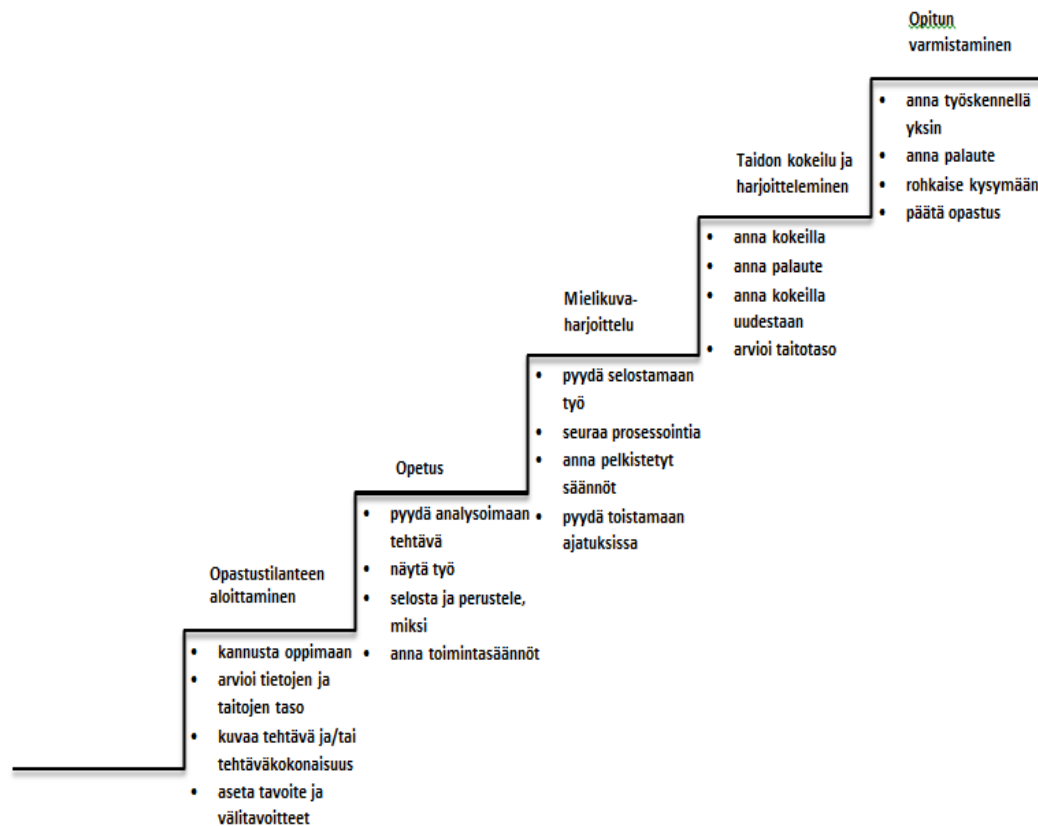 Opitun
varmistaminen
• anna työskennellä
yksin
• anna palaute
• rohkaise kysymään
• päätä opastus
Taidon kokeilu ja
harjoitteleminen
• anna kokeilla
• anna palaute
• anna kokeilla
uudestaan
• arvioi taitotaso
Mielikuva-
harjoittelu
• pyydä selostamaan
työ
• seuraa prosessointia
• anna pelkistetyt
säännöt
• pyydä toistamaan
ajatuksissa
Opetus
• pyydä analysoimaan
tehtävä
• näytä työ
• selosta ja perustele,
miksi
• anna toimintasäännöt
Opastustilanteen
aloittaminen
• kannusta oppimaan
• arvioi tietojen ja
taitojen taso
• kuvaa tehtävä ja/tai
tehtäväkokonaisuus
• aseta tavoite ja
välitavoitteet